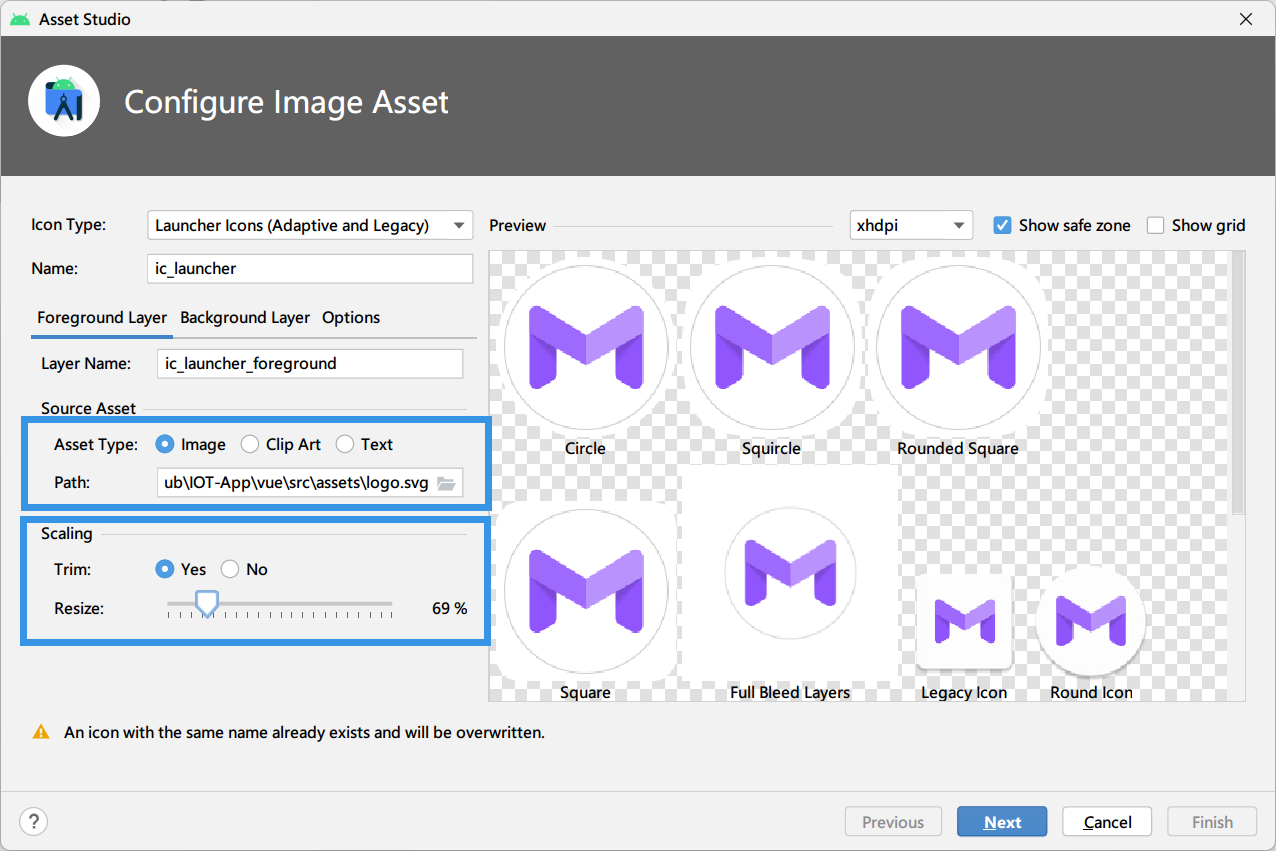 Asset Studio
Configure Image Asset
Icon Type: Launcher Icons (Adaptive and Legacy)
Name: ic_launcher
Foreground Layer Background Layer Options
Layer Name: ic_launcher_foreground
Source Asset
Asset Type: Image Clip Art Text
Path: ub\IOT-App\vue\src\assets\logo.svg
Scaling
Trim: Yes No
Resize: 69 %
Preview xhdpi Show safe zone Show grid
Circle Squircle Rounded Square
Square Full Bleed Layers Legacy Icon Round Icon
An icon with the same name already exists and will be overwritten.
? Previous Next Cancel Finish